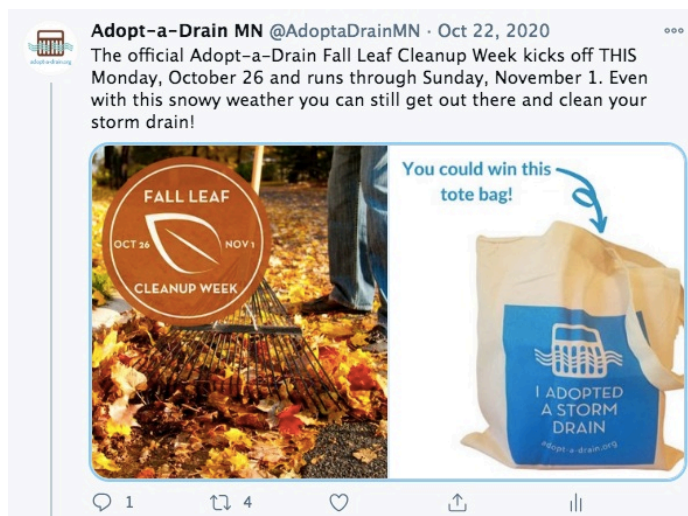 Adopt-a-Drain MN @AdoptaDrainMN · Oct 22, 2020
The official Adopt-a-Drain Fall Leaf Cleanup Week kicks off THIS
Monday, October 26 and runs through Sunday, November 1. Even
with this snowy weather you can still get out there and clean your
storm drain!
FALL LEAF
OCT 26
NOV 1
CLEANUP WEEK
You could win this
tote bag!
I ADOPTED
A STORM
DRAIN
adopt-a-drain.org
1
4